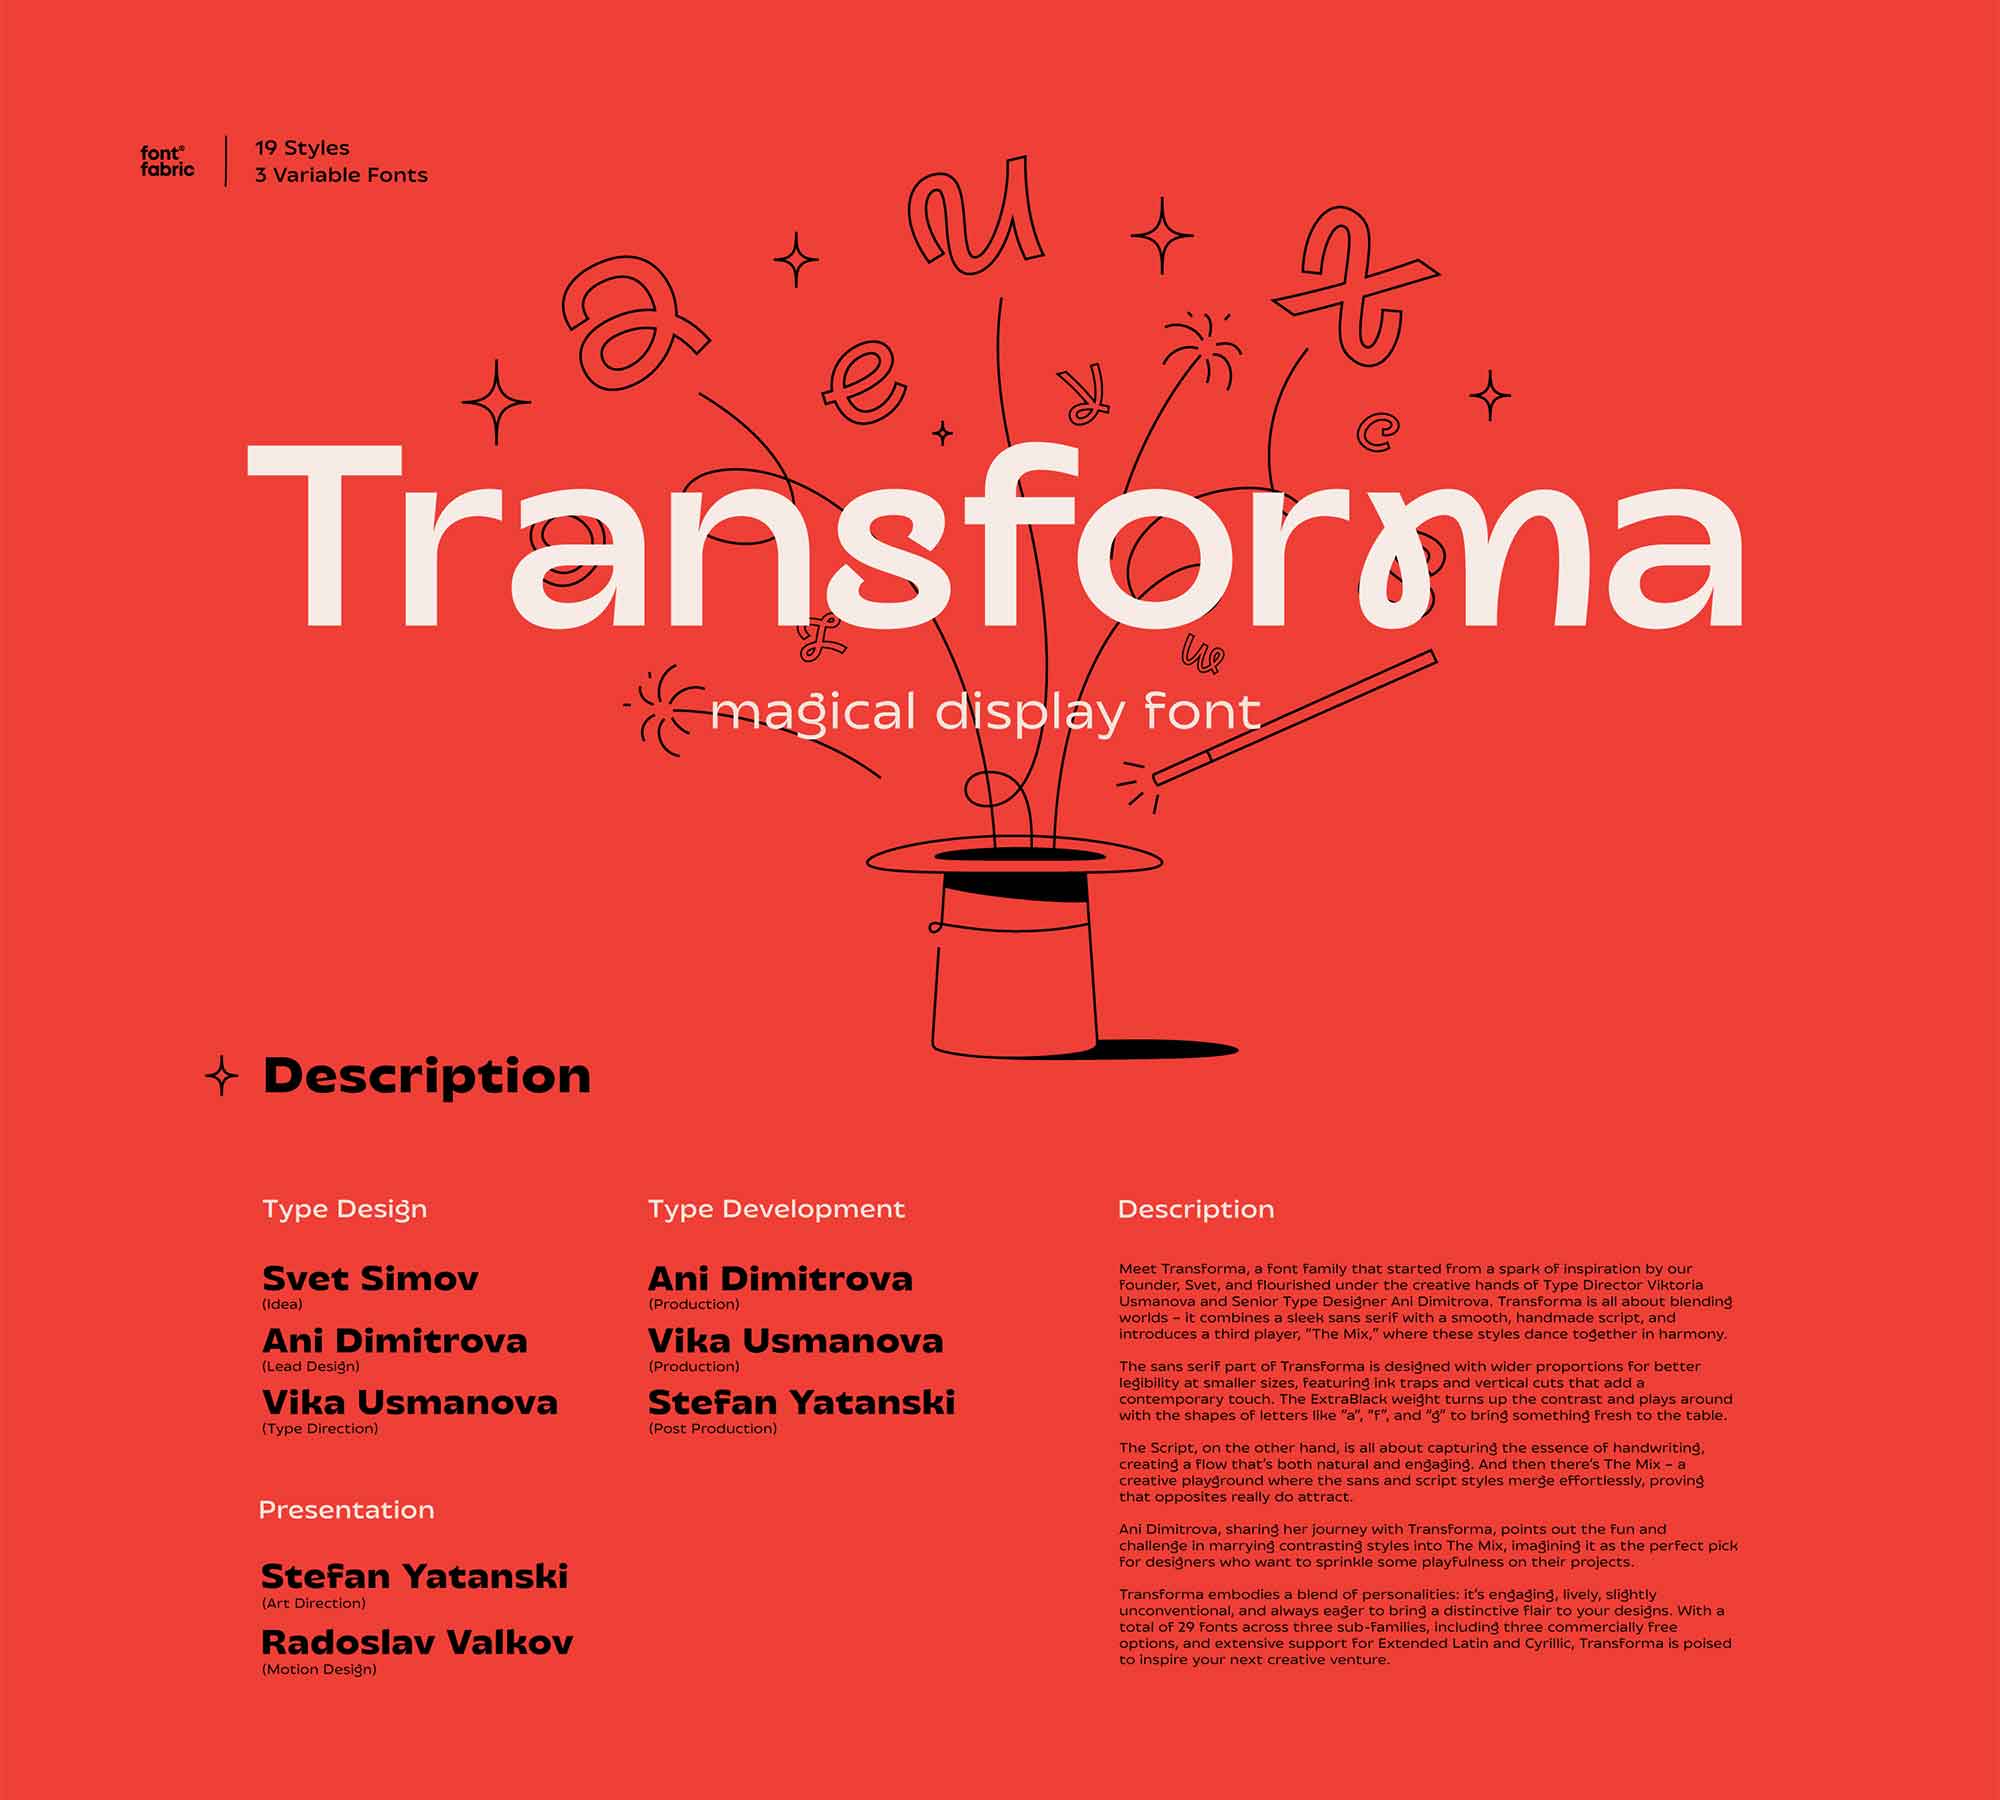 font®
fabric
19 Styles
3 Variable Fonts
a
u
t
e
y
c
Transforma
w
magical display font
Description
Type Design
Svet Simov
(Idea)
Ani Dimitrova
(Lead Design)
Vika Usmanova
(Type Direction)
Type Development
Ani Dimitrova
(Production)
Vika Usmanova
(Production)
Stefan Yatanski
(Post Production)
Presentation
Stefan Yatanski
(Art Direction)
Radoslav Valkov
(Motion Design)
Description
Meet Transforma, a font family that started from a spark of inspiration by our
founder, Svet, and flourished under the creative hands of Type Director Viktoria
Usmanova and Senior Type Designer Ani Dimitrova. Transforma is all about blending
worlds – it combines a sleek sans serif with a smooth, handmade script, and
introduces a third player, "The Mix," where these styles dance together in harmony.
The sans serif part of Transforma is designed with wider proportions for better
legibility at smaller sizes, featuring ink traps and vertical cuts that add a
contemporary touch. The ExtraBlack weight turns up the contrast and plays around
with the shapes of letters like "a", "f", and "g" to bring something fresh to the table.
The Script, on the other hand, is all about capturing the essence of handwriting,
creating a flow that's both natural and engaging. And then there's The Mix – a
creative playground where the sans and script styles merge effortlessly, proving
that opposites really do attract.
Ani Dimitrova, sharing her journey with Transforma, points out the fun and
challenge in marrying contrasting styles into The Mix, imagining it as the perfect pick
for designers who want to sprinkle some playfulness on their projects.
Transforma embodies a blend of personalities: it's engaging, lively, slightly
unconventional, and always eager to bring a distinctive flair to your designs. With a
total of 29 fonts across three sub-families, including three commercially free
options, and extensive support for Extended Latin and Cyrillic, Transforma is poised
to inspire your next creative venture.